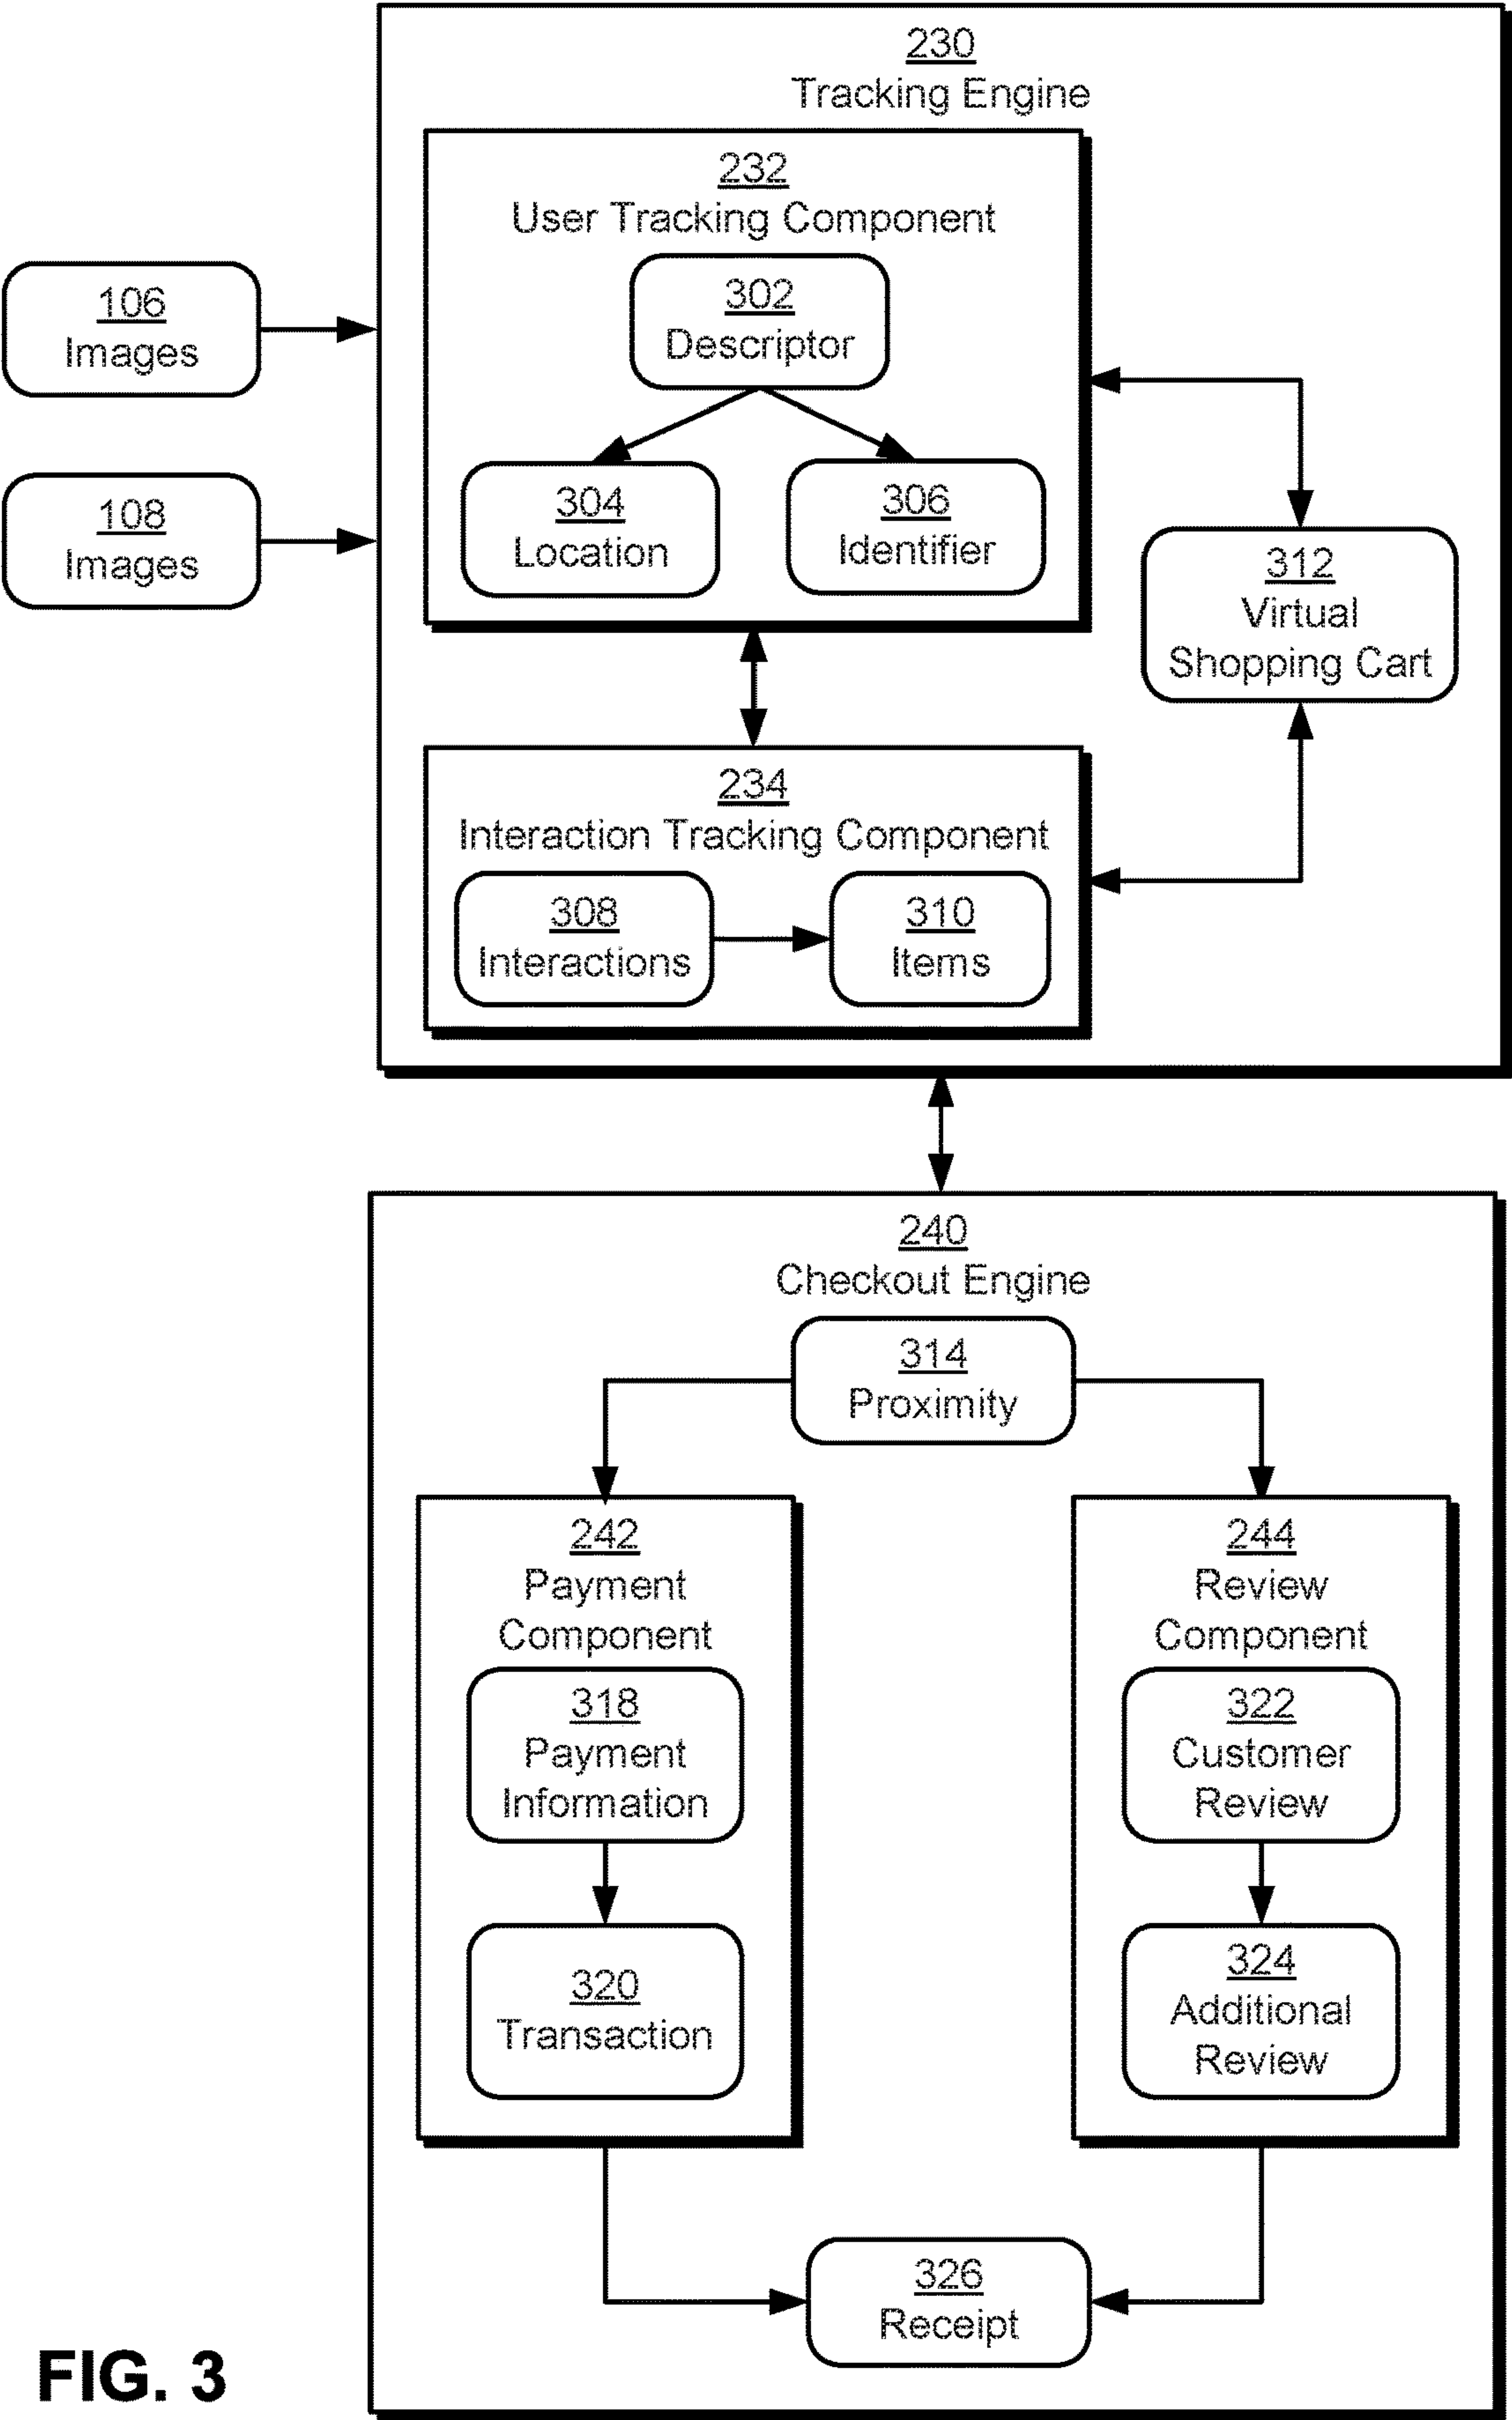 230
Tracking Engine
232
User Tracking Component
302
Descriptor
106
Images
304
Location
306
Identifier
108
Images
312
Virtual
Shopping Cart
234
Interaction Tracking Component
308
Interactions
310
Items
240
Checkout Engine
314
Proximity
242
Payment
Component
318
Payment
Information
320
Transaction
244
Review
Component
322
Customer
Review
324
Additional
Review
326
Receipt
FIG. 3